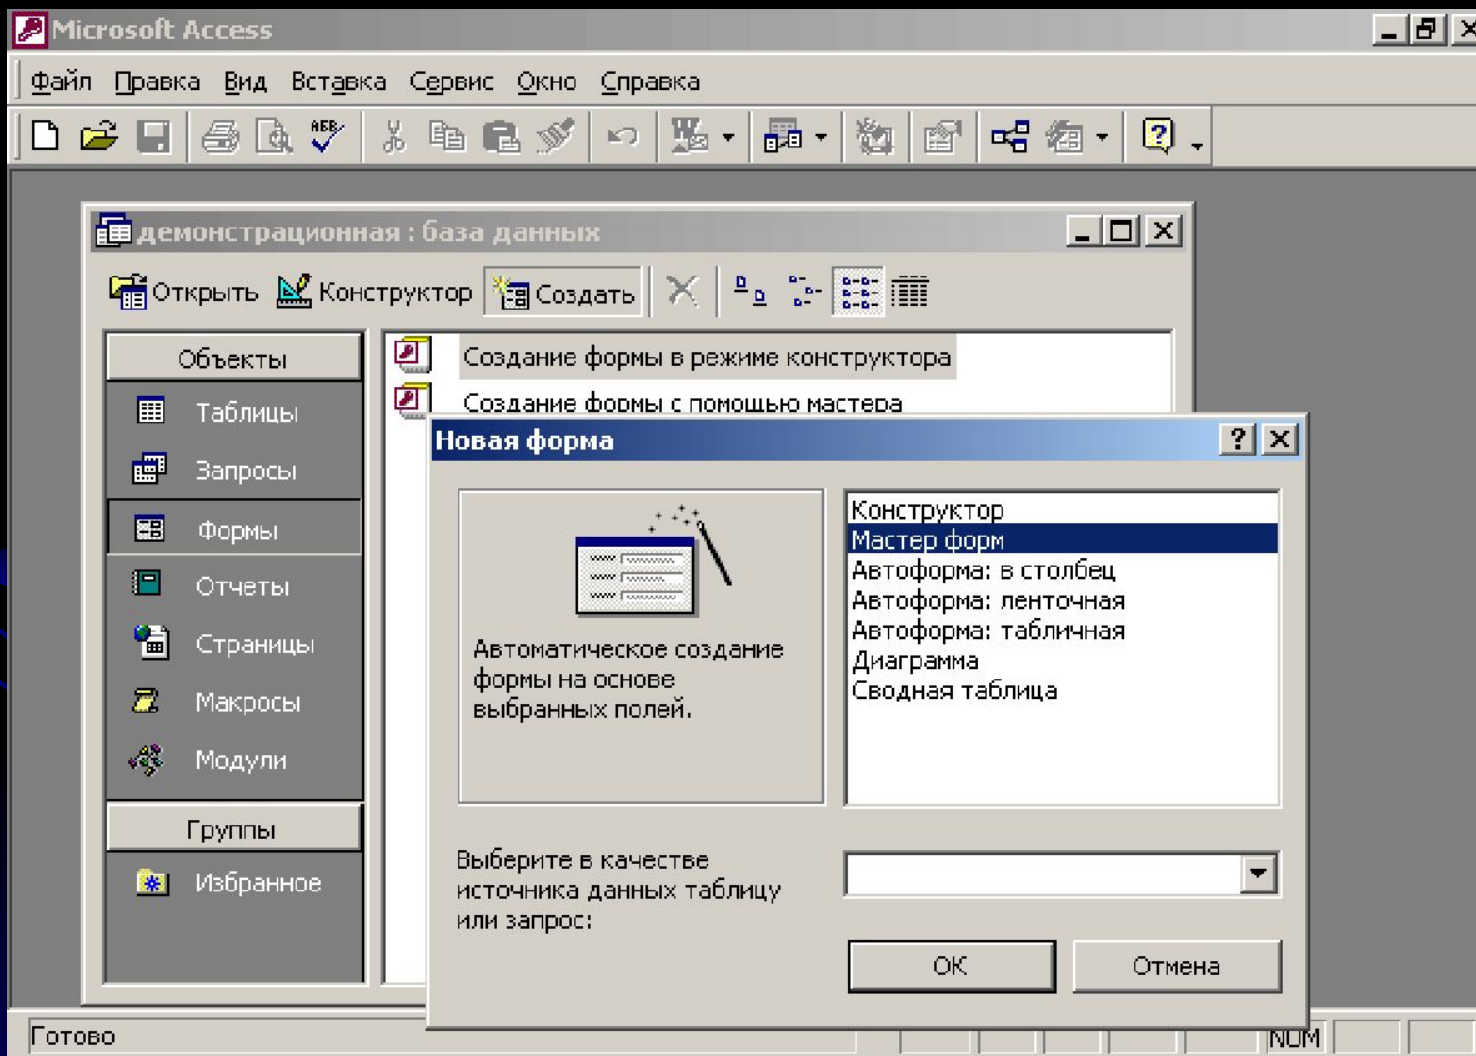 Microsoft Access
Файл Правка Вид Вставка Сервис Окно Справка
демонстрационная : база данных
Открыть Конструктор Создать
Объекты
Таблицы
Запросы
Формы
Отчеты
Страницы
Макросы
Модули
Группы
Избранное
Создание формы в режиме конструктора
Создание формы с помощью мастера
Новая форма
Автоматическое создание
формы на основе
выбранных полей.
Конструктор
Мастер форм
Автоформа: в столбец
Автоформа: ленточная
Автоформа: табличная
Диаграмма
Сводная таблица
Выберите в качестве
источника данных таблицу
или запрос:
ОК Отмена
Готово
NUM